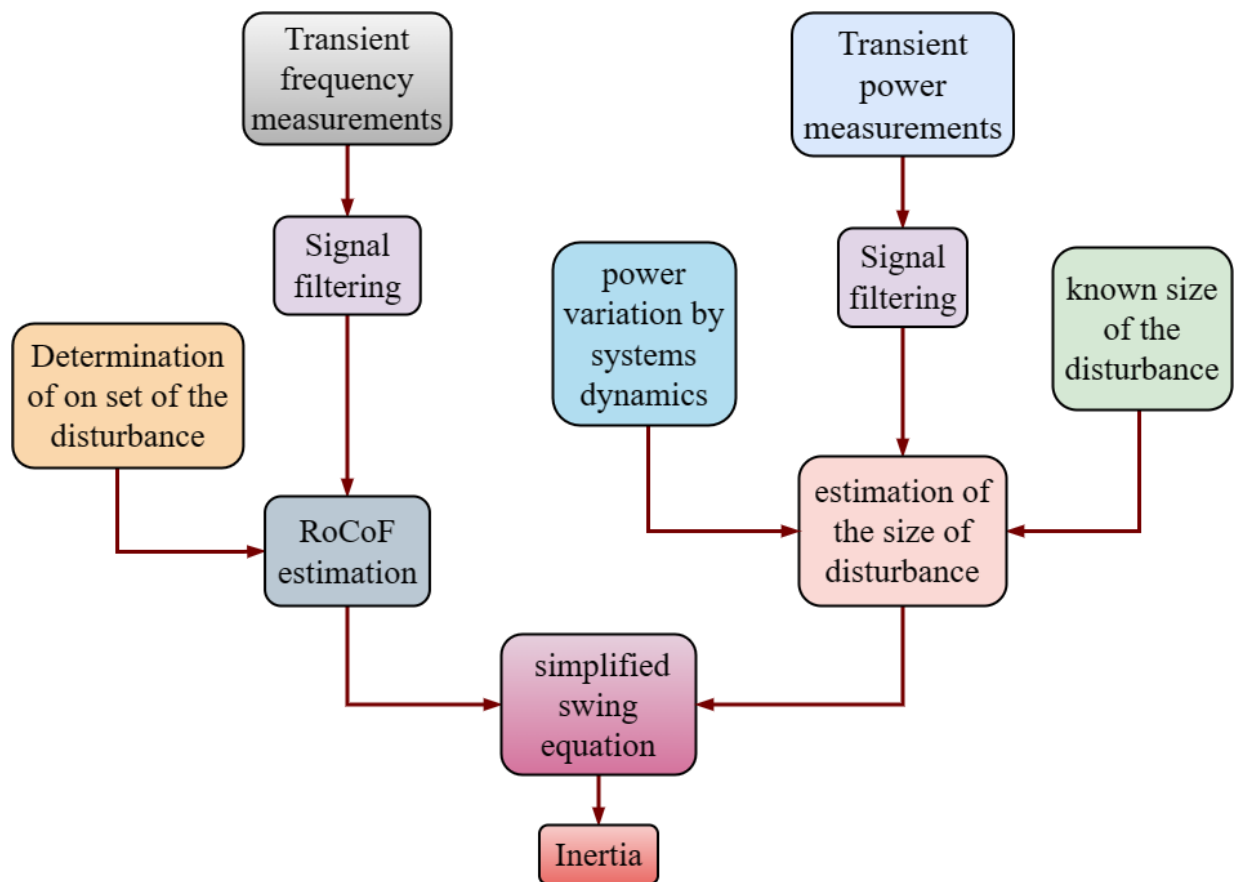 Transient
frequency
measurements
Transient
power
measurements
Signal
filtering
power
variation by
systems
dynamics
Signal
filtering
known size
of the
disturbance
Determination
of on set of the
disturbance
RoCoF
estimation
estimation of
the size of
disturbance
simplified
swing
equation
Inertia